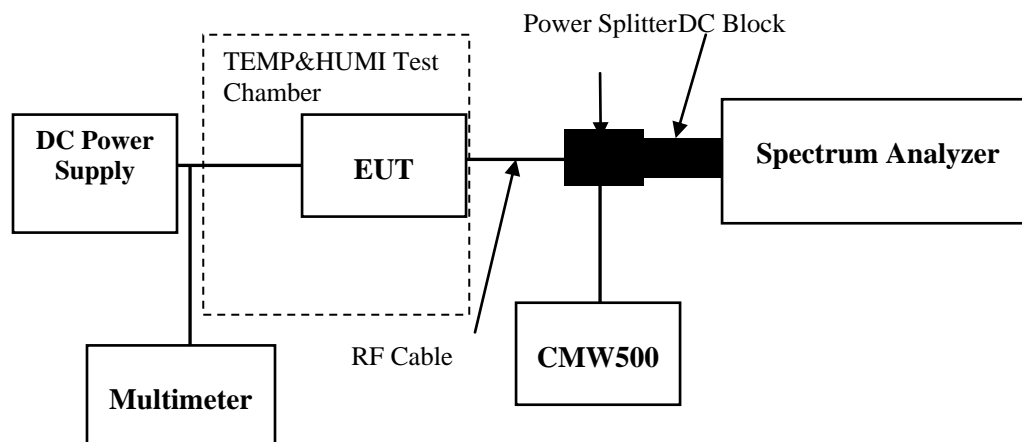 Power SplitterDC Block
TEMP&HUMI Test
Chamber
DC Power
Supply
EUT
Spectrum Analyzer
RF Cable
CMW500
Multimeter